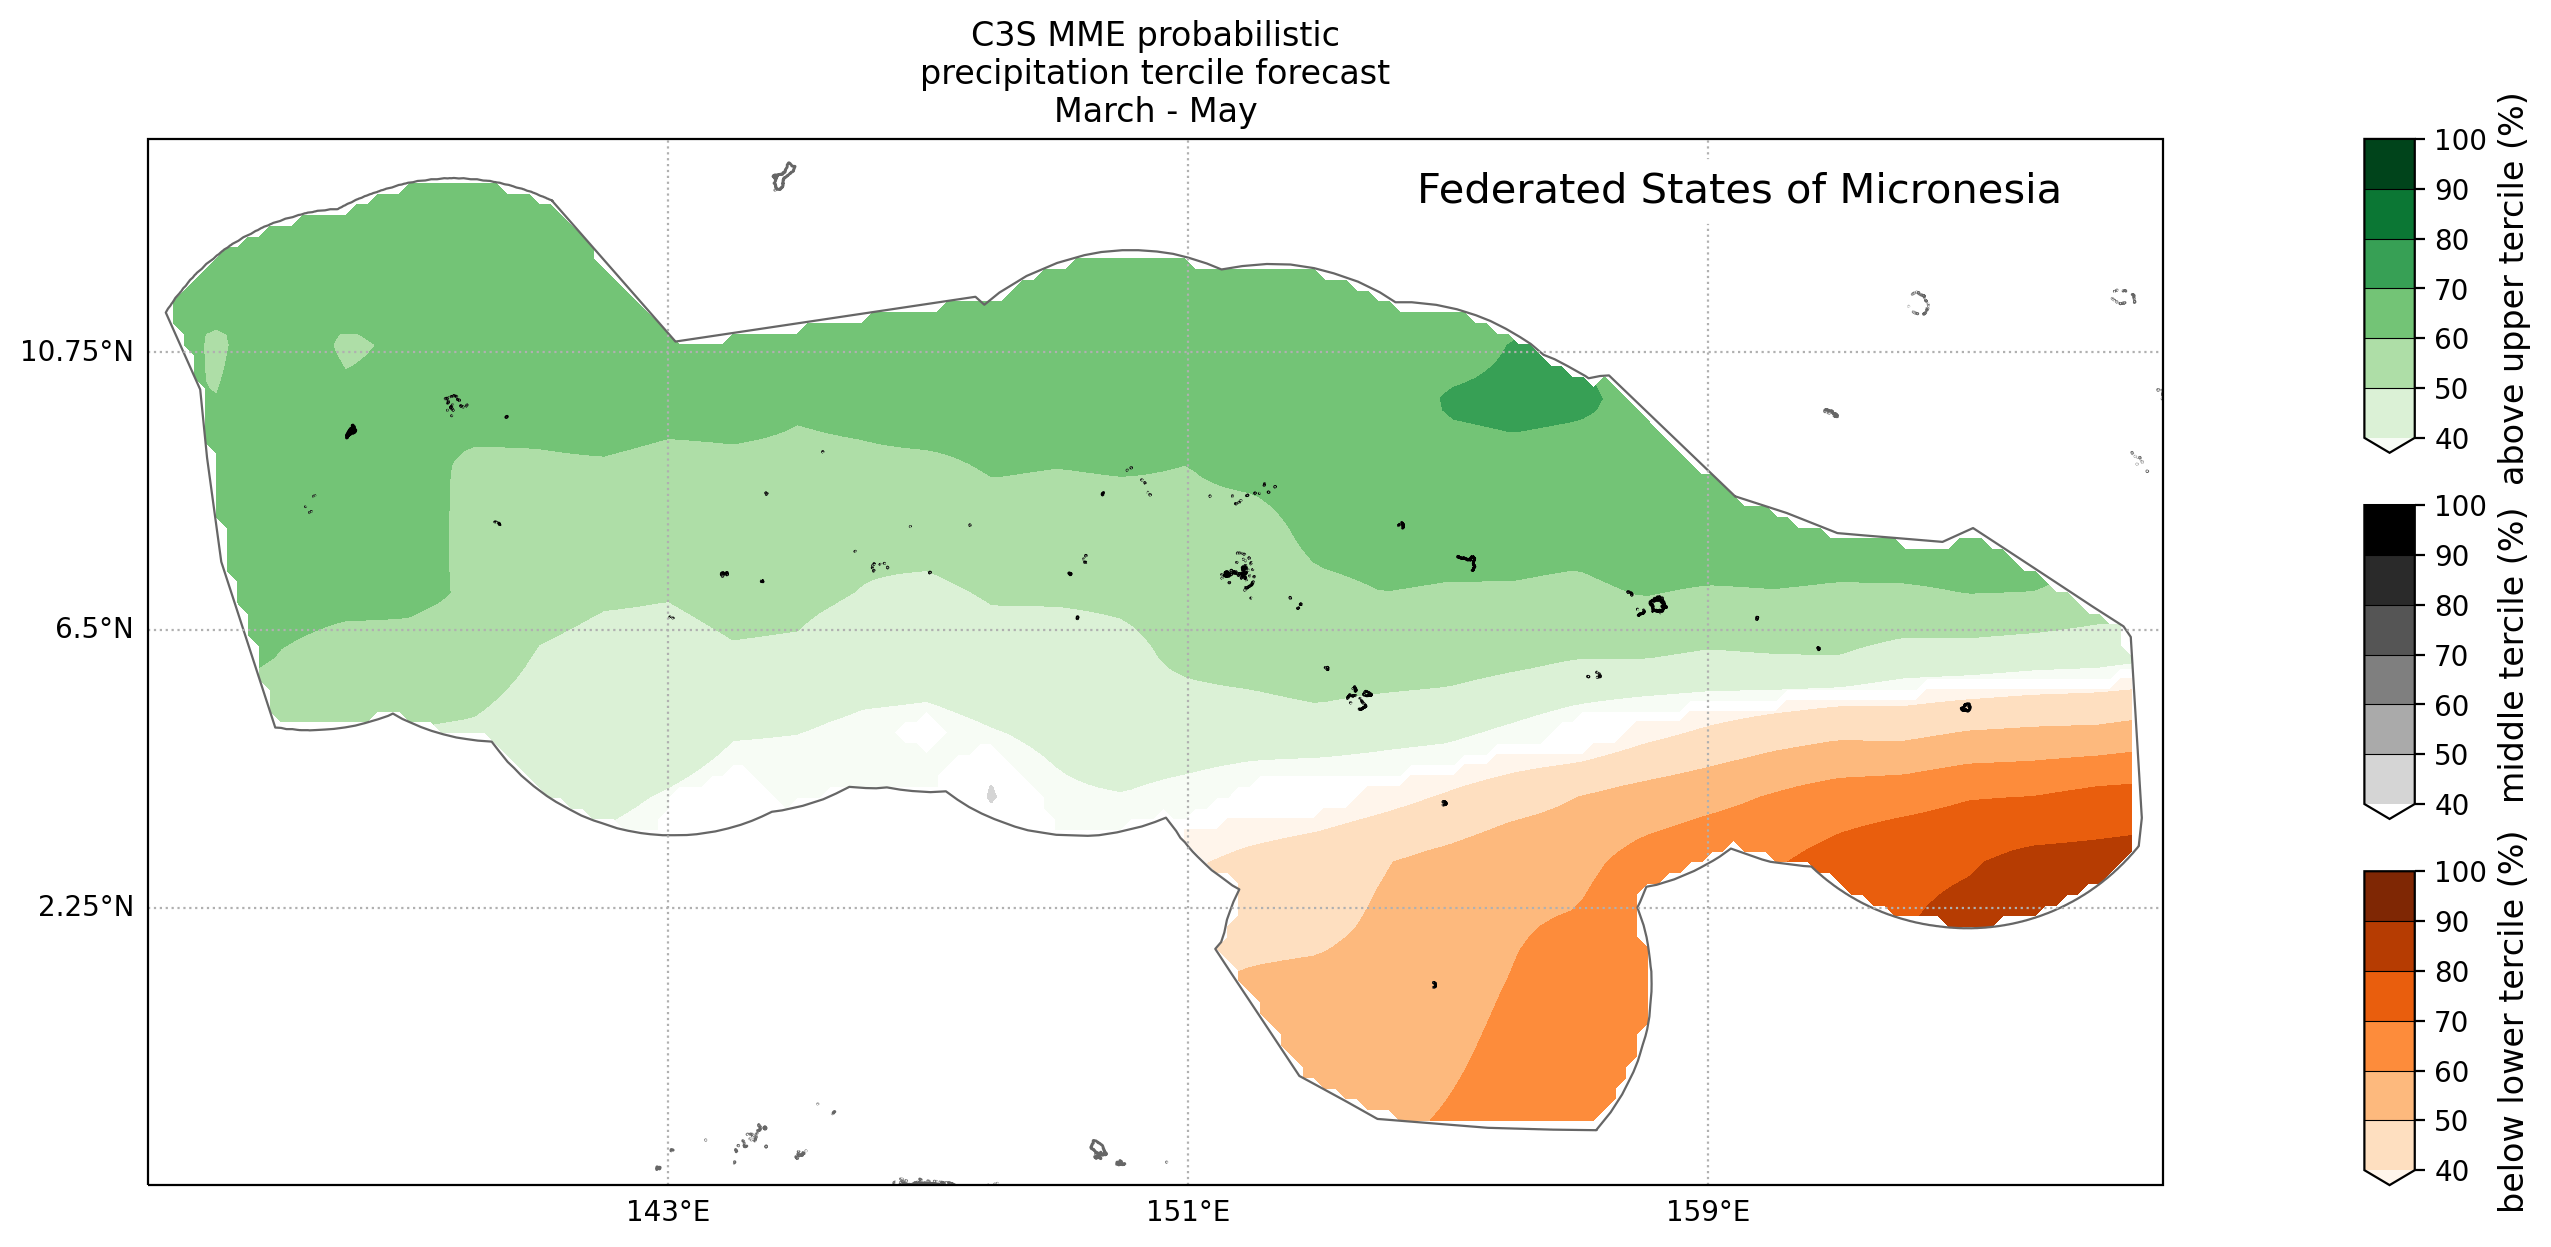 C3S MME probabilistic
precipitation tercile forecast
March - May
Federated States of Micronesia
10.75°N
6.5°N
2.25°N
143°E
151°E
159°E
100
90
80
70
60
50
40
above upper tercile (%)
100
90
80
70
60
50
40
middle tercile (%)
100
90
80
70
60
50
40
below lower tercile (%)